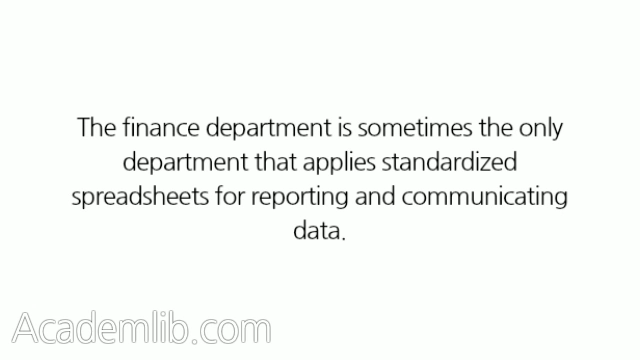 The finance department is sometimes the only
department that applies standardized
spreadsheets for reporting and communicating
data.
Academlib.com